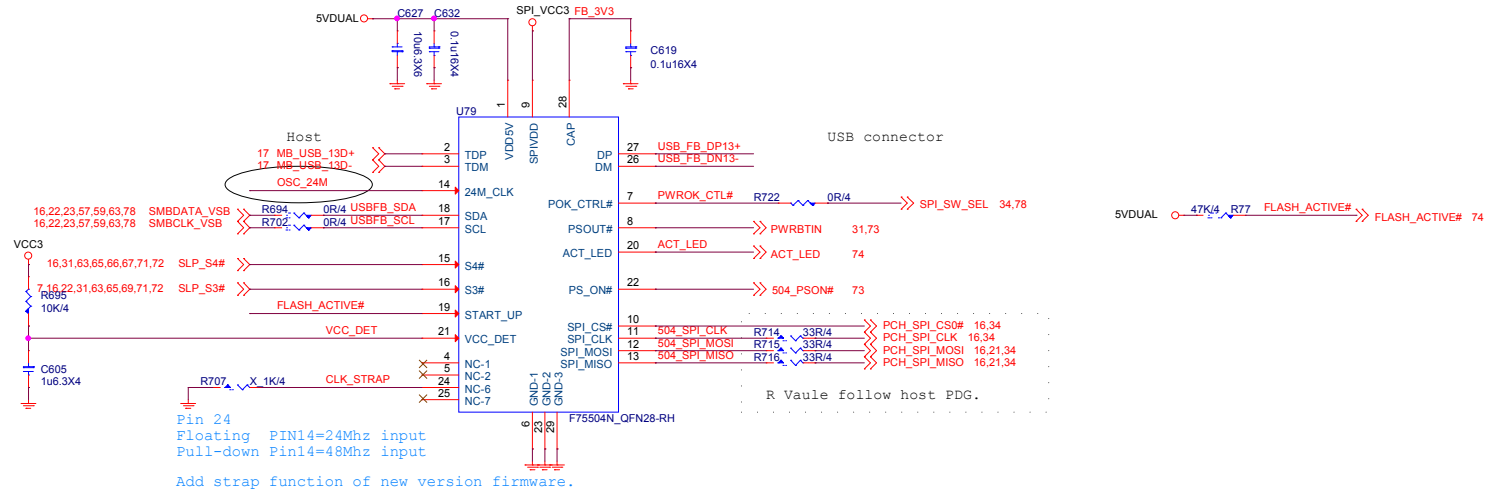 5VDUAL
C627
C632
10u6.3X6
0.1u16X4
SPI_VCC3
FB_3V3
C619
0.1u16X4
U79
1
9
28
VDD5V
SPIVDD
CAP
Host
USB connector
17 MB_USB_13D+
2
TDP
17 MB_USB_13D-
3
TDM
OSC_24M
14
24M_CLK
16,22,23,57,59,63,78 SMBDATA_VSB
R694
0R/4
USBFB_SDA
18
SDA
16,22,23,57,59,63,78 SMBCLK_VSB
R702
0R/4
USBFB_SCL
17
SCL
VCC3
R695
10K/4
16,31,63,65,66,67,71,72 SLP_S4#
15
S4#
7,16,22,31,63,65,69,71,72 SLP_S3#
16
S3#
FLASH_ACTIVE#
19
START_UP
VCC_DET
21
VCC_DET
C605
1u6.3X4
4
NC-1
5
NC-2
R707
X_1K/4
CLK_STRAP
24
NC-6
25
NC-7
DP
27
USB_FB_DP13+
DM
26
USB_FB_DN13-
POK_CTRL#
7
PWROK_CTL#
R722
0R/4
SPI_SW_SEL 34,78
PSOUT#
8
PWRBTIN 31,73
ACT_LED
20
ACT_LED
ACT_LED 74
PS_ON#
22
504_PSON# 73
SPI_CS#
10
PCH_SPI_CS0# 16,34
SPI_CLK
11
504_SPI_CLK
R714
33R/4
PCH_SPI_CLK 16,34
SPI_MOSI
12
504_SPI_MOSI
R715
33R/4
PCH_SPI_MOSI 16,21,34
SPI_MISO
13
504_SPI_MISO
R716
33R/4
PCH_SPI_MISO 16,21,34
R Vaule follow host PDG.
GND-1
GND-2
GND-3
6
23
29
F75504N_QFN28-RH
5VDUAL
47K/4
R77
FLASH_ACTIVE#
FLASH_ACTIVE# 74
Pin 24
Floating PIN14=24Mhz input
Pull-down Pin14=48Mhz input
Add strap function of new version firmware.